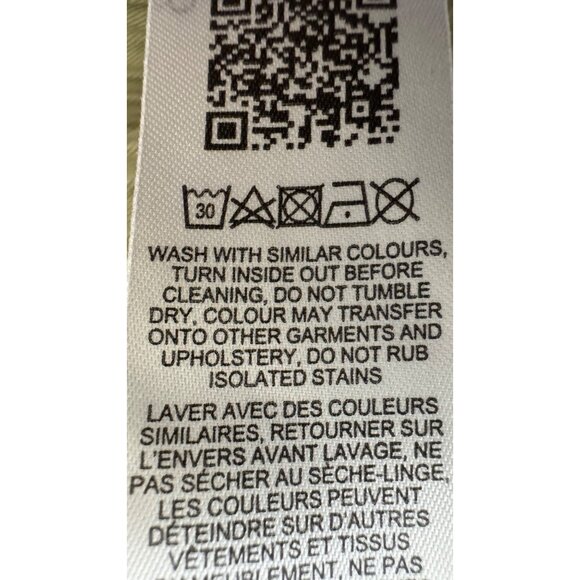 30
WASH WITH SIMILAR COLOURS,
TURN INSIDE OUT BEFORE
CLEANING, DO NOT TUMBLE
DRY, COLOUR MAY TRANSFER
ONTO OTHER GARMENTS AND
UPHOLSTERY, DO NOT RUB
ISOLATED STAINS
LAVER AVEC DES COULEURS
SIMILAIRES, RETOURNER SUR
L'ENVERS AVANT LAVAGE, NE
PAS SÉCHER AU SÈCHE-LINGE,
LES COULEURS PEUVENT
DÉTEINDRE SUR D'AUTRES
VÊTEMENTS ET TISSUS
D'AMEUBLEMENT, NE PAS